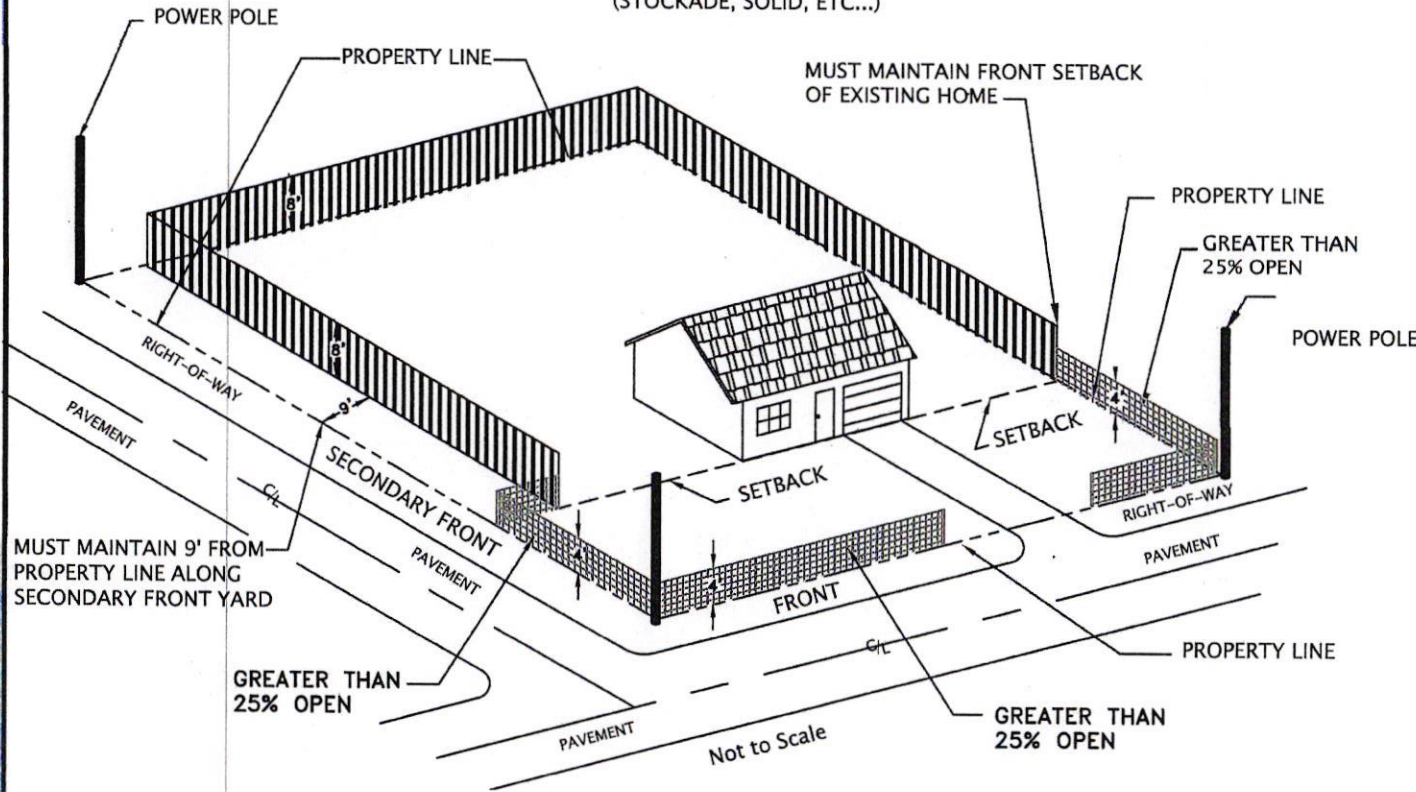 (STOCKADE, SOLID, ETC...)
POWER POLE
PROPERTY LINE
MUST MAINTAIN FRONT SETBACK
OF EXISTING HOME
PROPERTY LINE
GREATER THAN
25% OPEN
POWER POLE
8'
8'
9'
4'
RIGHT-OF-WAY
PAVEMENT
C/L
SECONDARY FRONT
PAVEMENT
SETBACK
SETBACK
MUST MAINTAIN 9' FROM
PROPERTY LINE ALONG
SECONDARY FRONT YARD
4'
4'
FRONT
RIGHT-OF-WAY
PAVEMENT
C/L
PROPERTY LINE
GREATER THAN
25% OPEN
GREATER THAN
25% OPEN
PAVEMENT
Not to Scale